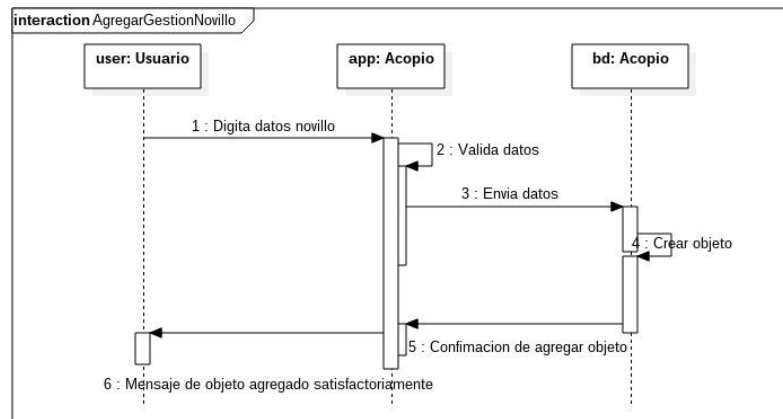 interaction AgregarGestionNovillo
user: Usuario
app: Acopio
bd: Acopio
1 : Digita datos novillo
2 : Valida datos
3 : Envia datos
4 : Crear objeto
5 : Confimacion de agregar objeto
6 : Mensaje de objeto agregado satisfactoriamente